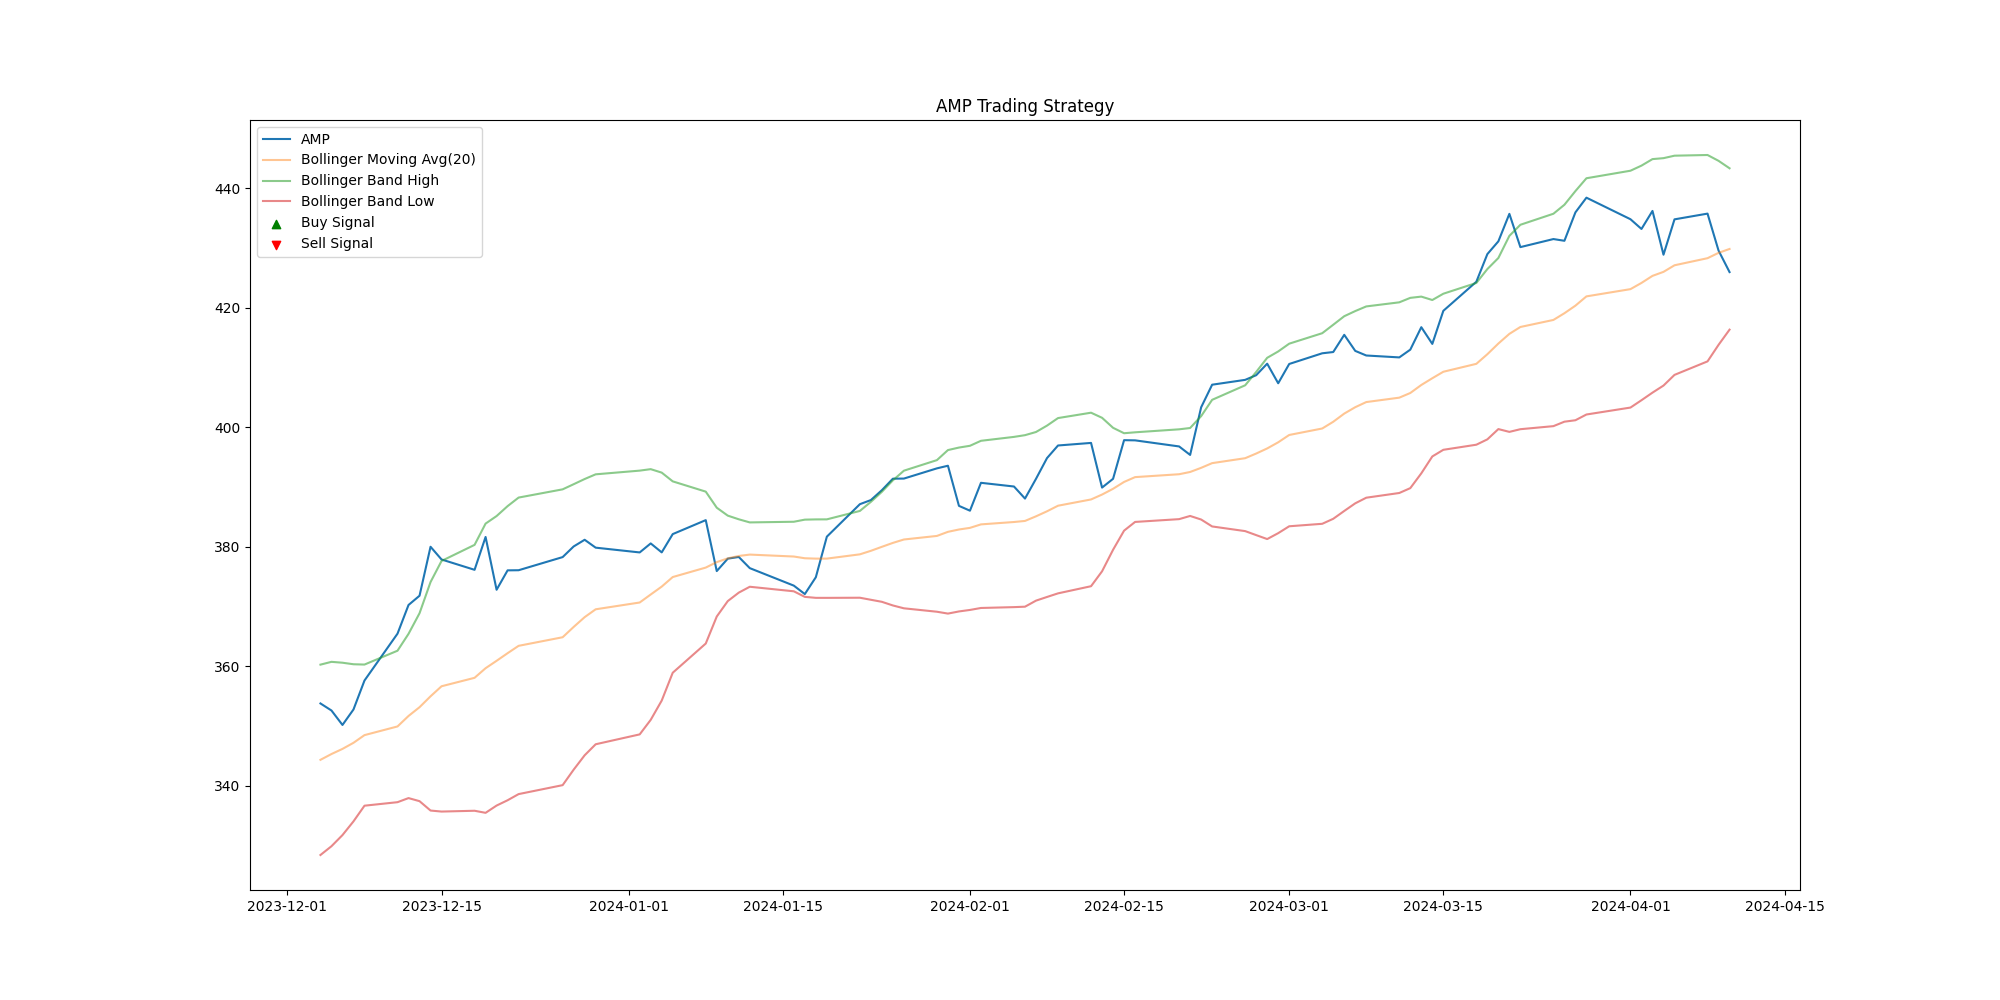 AMP Trading Strategy
AMP
Bollinger Moving Avg(20)
Bollinger Band High
Bollinger Band Low
Buy Signal
Sell Signal
440
420
400
380
360
340
2023-12-01 2023-12-15 2024-01-01 2024-01-15 2024-02-01 2024-02-15 2024-03-01 2024-03-15 2024-04-01 2024-04-15